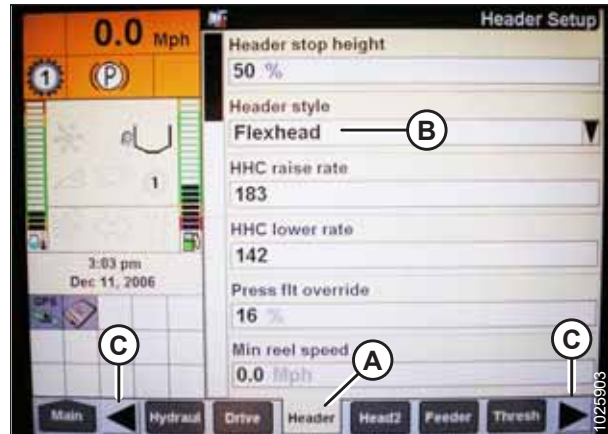 0.0 Mph
1
P
1
3:03 pm
Dec 11, 2006
GPS
Header Setup
Header stop height
50 %
Header style
Flexhead
B
HHC raise rate
183
HHC lower rate
142
Press flt override
16 %
Min reel speed
0.0 Mph
C
A
C
Main
Hydraul
Drive
Header
Head2
Feeder
Thresh
1025903